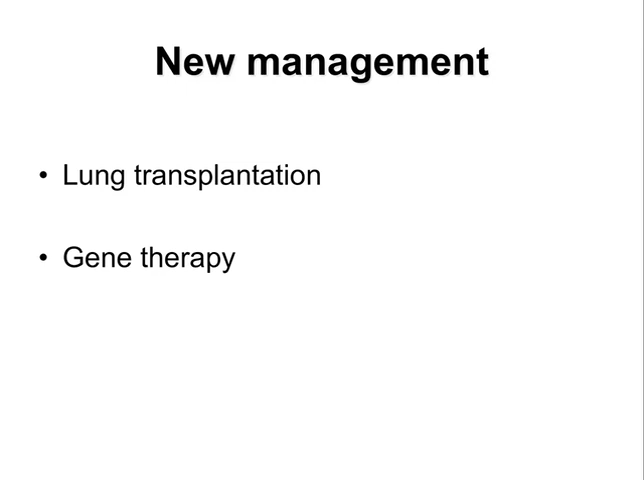 New management
• Lung transplantation
• Gene therapy